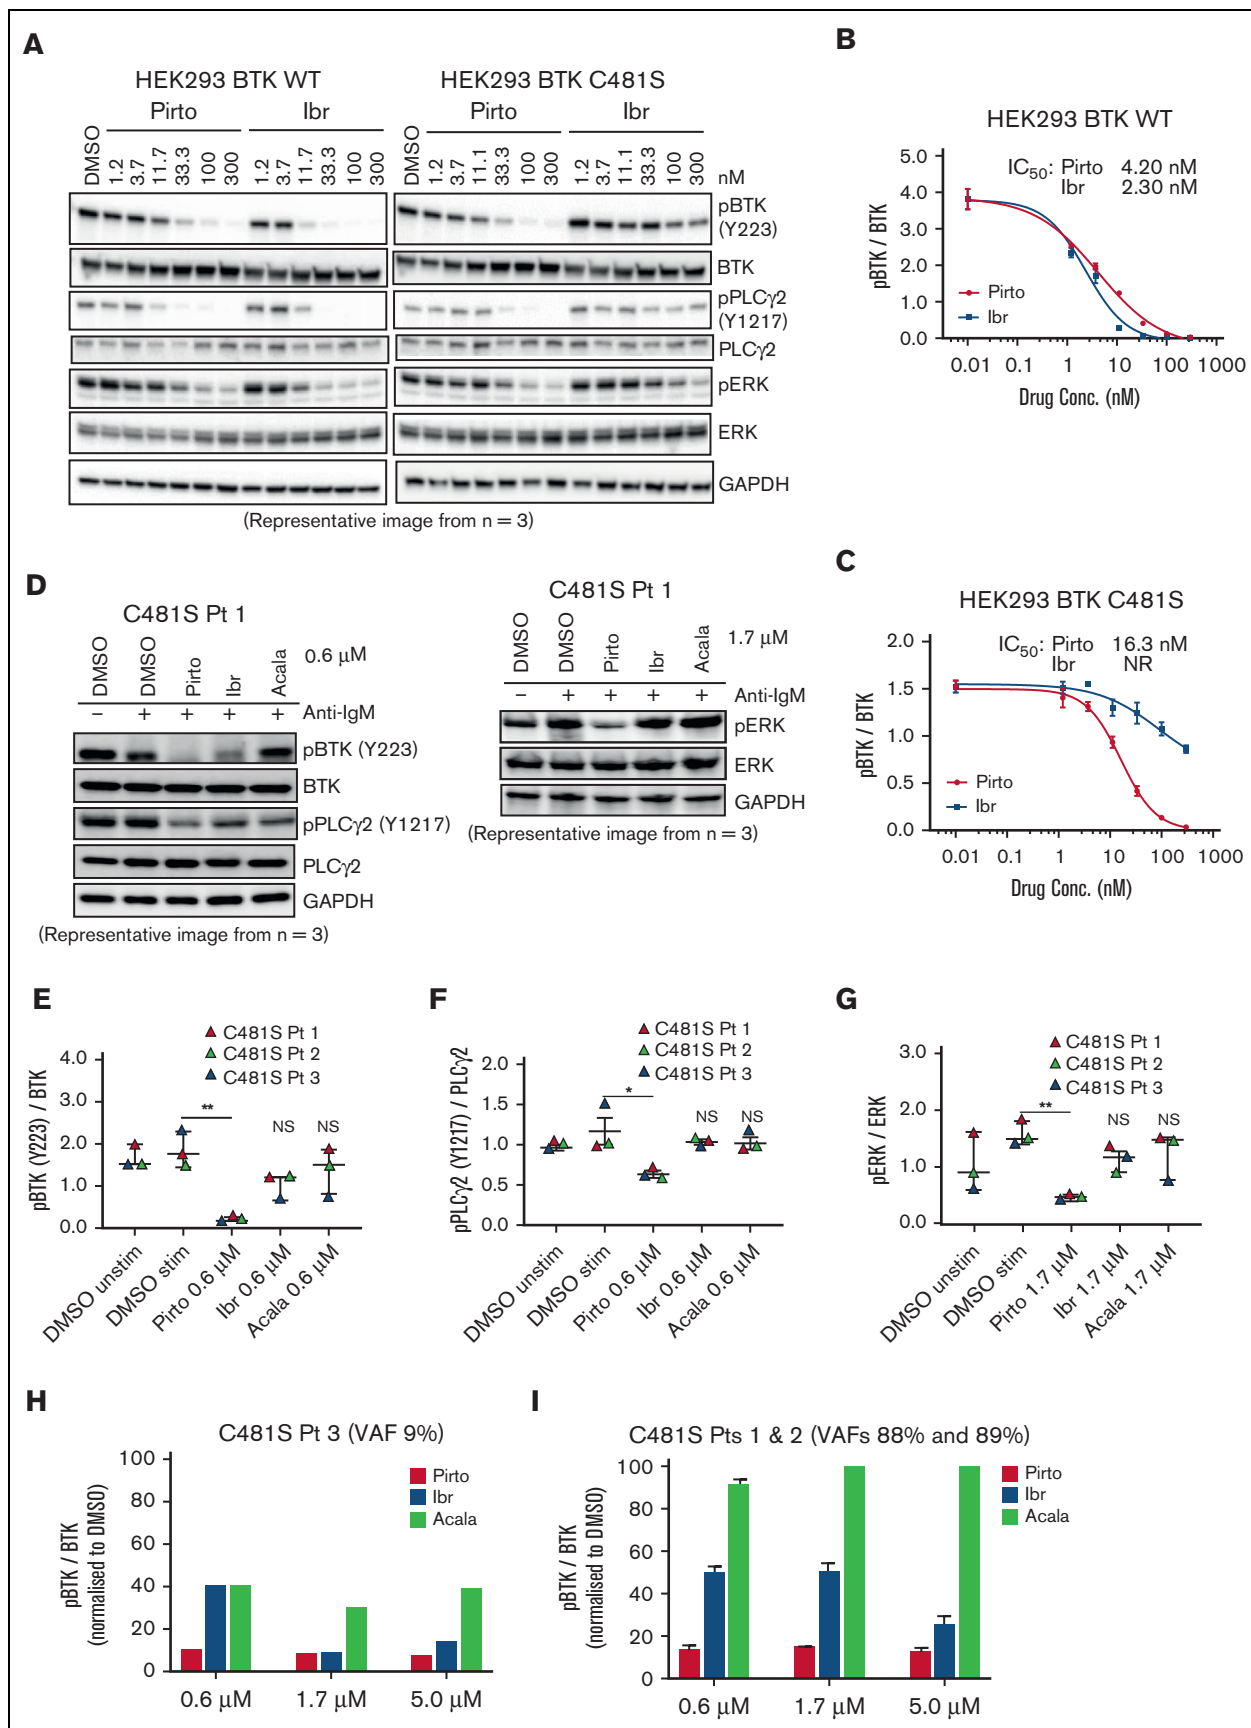 A
HEK293 BTK WT
HEK293 BTK C481S
Pirto Ibr Pirto Ibr
DMSO 1.2 3.7 11.7 33.3 100 300 1.2 3.7 11.7 33.3 100 300 DMSO 1.2 3.7 11.1 33.3 100 300 1.2 3.7 11.1 33.3 100 300 nM
pBTK
(Y223)
BTK
pPLCγ2
(Y1217)
PLCγ2
pERK
ERK
GAPDH
(Representative image from n = 3)
B
HEK293 BTK WT
IC50: Pirto 4.20 nM
Ibr 2.30 nM
pBTK / BTK
5.0
4.0
3.0
2.0
1.0
0.0
Pirto
Ibr
0.01 0.1 1 10 100 1000
Drug Conc. (nM)
C
HEK293 BTK C481S
IC50: Pirto 16.3 nM
Ibr NR
pBTK / BTK
2.0
1.5
1.0
0.5
0.0
Pirto
Ibr
0.01 0.1 1 10 100 1000
Drug Conc. (nM)
D
C481S Pt 1
DMSO DMSO Pirto Ibr Acala 0.6 μM
− + + + + Anti-IgM
pBTK (Y223)
BTK
pPLCγ2 (Y1217)
PLCγ2
GAPDH
(Representative image from n = 3)
C481S Pt 1
DMSO DMSO Pirto Ibr Acala 1.7 μM
− + + + + Anti-IgM
pERK
ERK
GAPDH
(Representative image from n = 3)
E
C481S Pt 1
C481S Pt 2
C481S Pt 3
pBTK (Y223) / BTK
4.0
3.0
2.0
1.0
0.0
** NS NS
DMSO unstim DMSO stim Pirto 0.6 μM Ibr 0.6 μM Acala 0.6 μM
F
C481S Pt 1
C481S Pt 2
C481S Pt 3
pPLCγ2 (Y1217) / PLCγ2
2.0
1.5
1.0
0.5
0.0
* NS NS
DMSO unstim DMSO stim Pirto 0.6 μM Ibr 0.6 μM Acala 0.6 μM
G
C481S Pt 1
C481S Pt 2
C481S Pt 3
pERK / ERK
3.0
2.0
1.0
0.0
** NS NS
DMSO unstim DMSO stim Pirto 1.7 μM Ibr 1.7 μM Acala 1.7 μM
H
C481S Pt 3 (VAF 9%)
pBTK / BTK
(normalised to DMSO)
100
80
60
40
20
0
Pirto
Ibr
Acala
0.6 μM 1.7 μM 5.0 μM
I
C481S Pts 1 & 2 (VAFs 88% and 89%)
pBTK / BTK
(normalised to DMSO)
100
80
60
40
20
0
Pirto
Ibr
Acala
0.6 μM 1.7 μM 5.0 μM